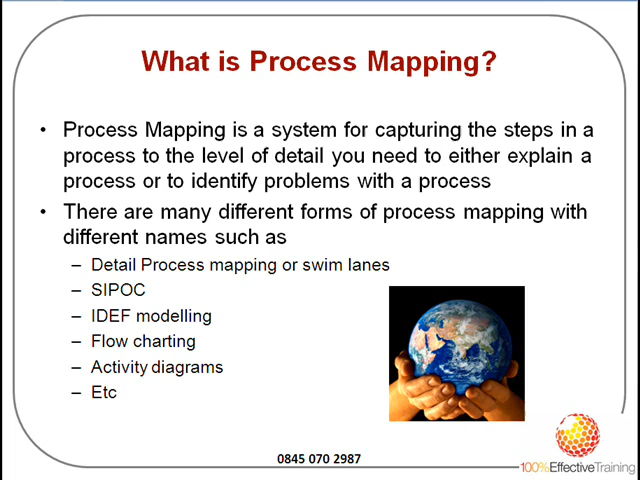 What is Process Mapping?
• Process Mapping is a system for capturing the steps in a
process to the level of detail you need to either explain a
process or to identify problems with a process
• There are many different forms of process mapping with
different names such as
– Detail Process mapping or swim lanes
– SIPOC
– IDEF modelling
– Flow charting
– Activity diagrams
– Etc
0845 070 2987
100%EffectiveTraining